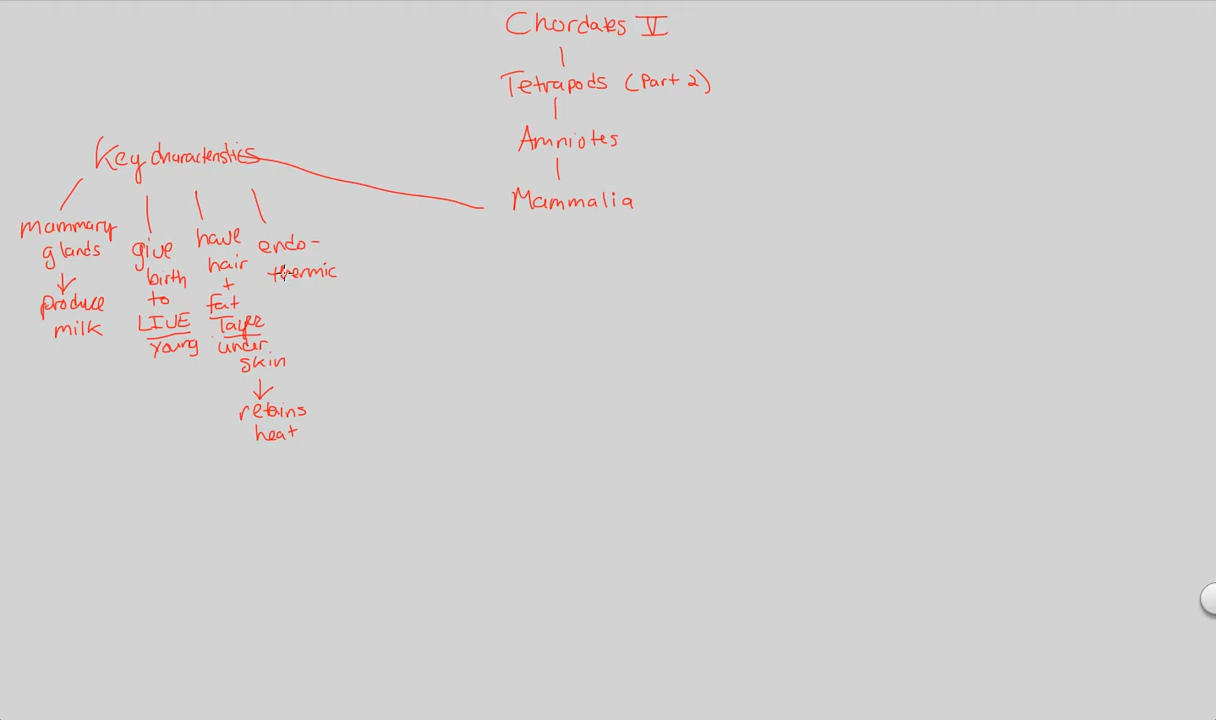 Chordates V
Tetrapods (Part 2)
Amniotes
Mammalia
Key characteristics
mammary
glands
produce
milk
give
birth
to
LIVE
young
have
hair
+
fat
layer
under
skin
retains
heat
endo-
thermic